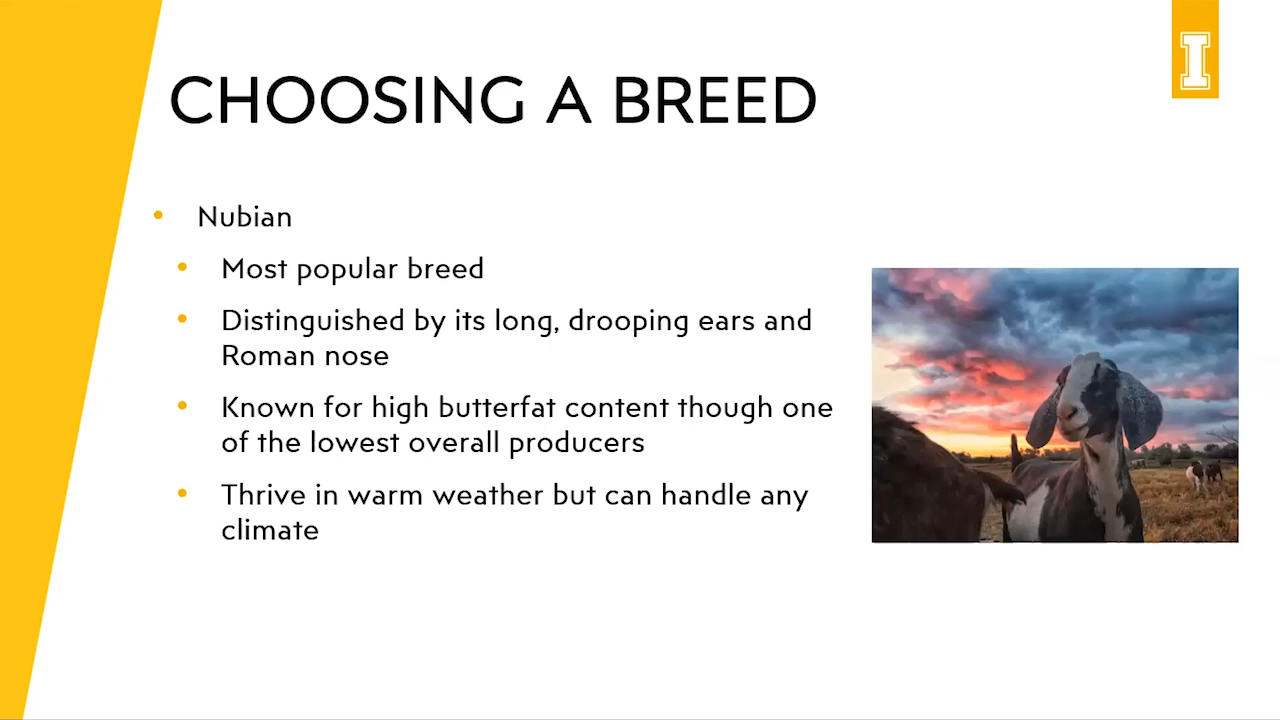 I
CHOOSING A BREED
• Nubian
• Most popular breed
• Distinguished by its long, drooping ears and
Roman nose
• Known for high butterfat content though one
of the lowest overall producers
• Thrive in warm weather but can handle any
climate